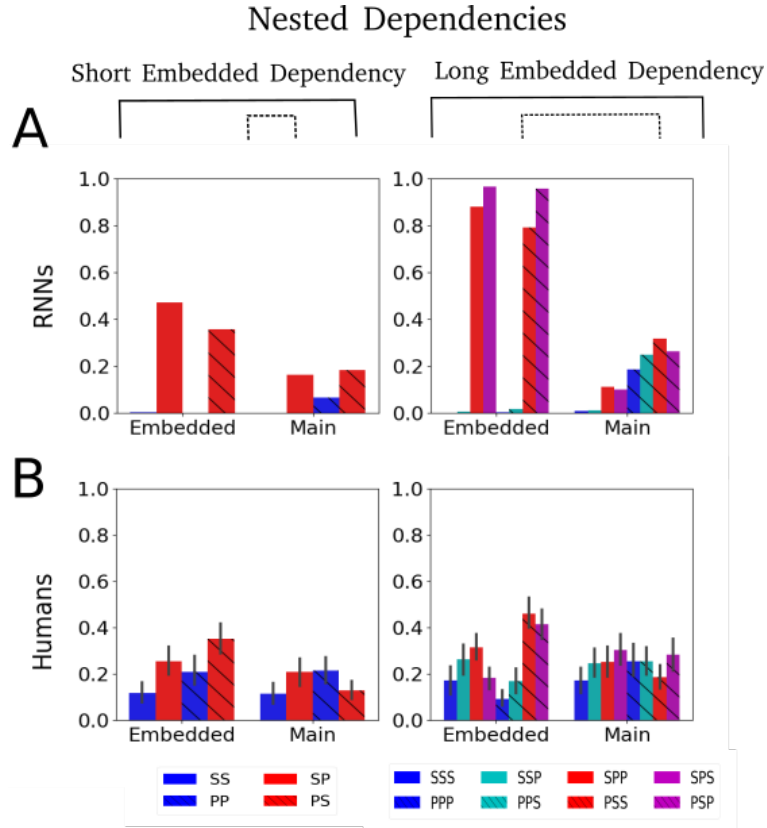 Nested Dependencies
Short Embedded Dependency
Long Embedded Dependency
A
RNNs
1.0
0.8
0.6
0.4
0.2
0.0
Embedded Main
1.0
0.8
0.6
0.4
0.2
0.0
Embedded Main
B
Humans
1.0
0.8
0.6
0.4
0.2
0.0
Embedded Main
1.0
0.8
0.6
0.4
0.2
0.0
Embedded Main
SS SP
PP PS
SSS SSP SPP SPS
PPP PPS PSS PSP